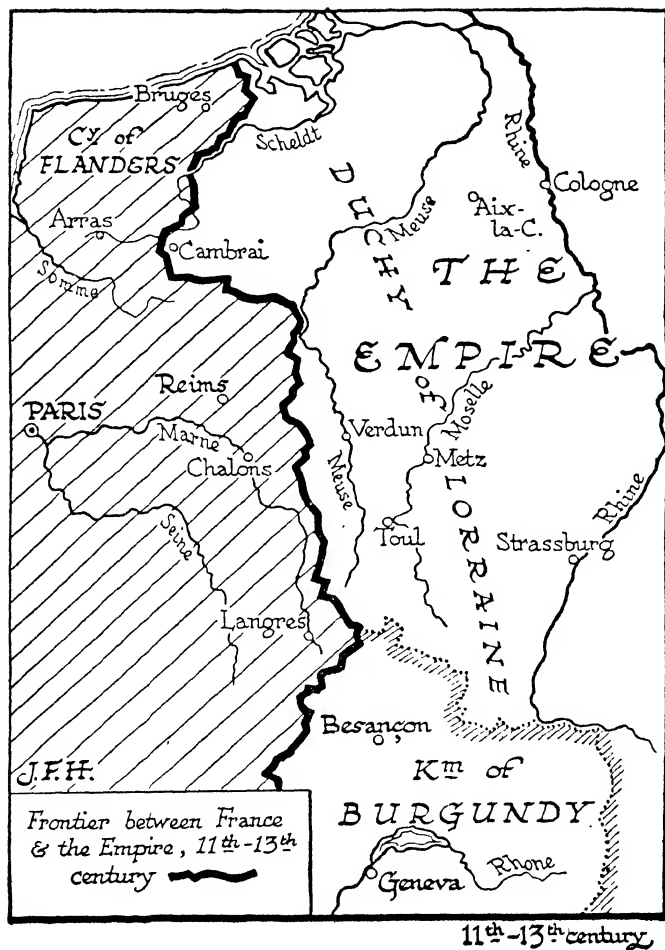 Bruges
Cy of
FLANDERS
Scheldt
Rhine
Cologne
Aix-
la-C.
DUCHY
Meuse
Arras
Cambrai
THE
Somme
EMPIRE
of
Reims
PARIS
Marne
Moselle
Verdun
Chalons
Metz
Meuse
LORRAINE
Rhine
Seine
Toul
Strassburg
Langres
Besançon
J.F.H.
Km of
BURGUNDY
Frontier between France
& the Empire, 11th-13th
century
Rhone
Geneva
11th-13th century